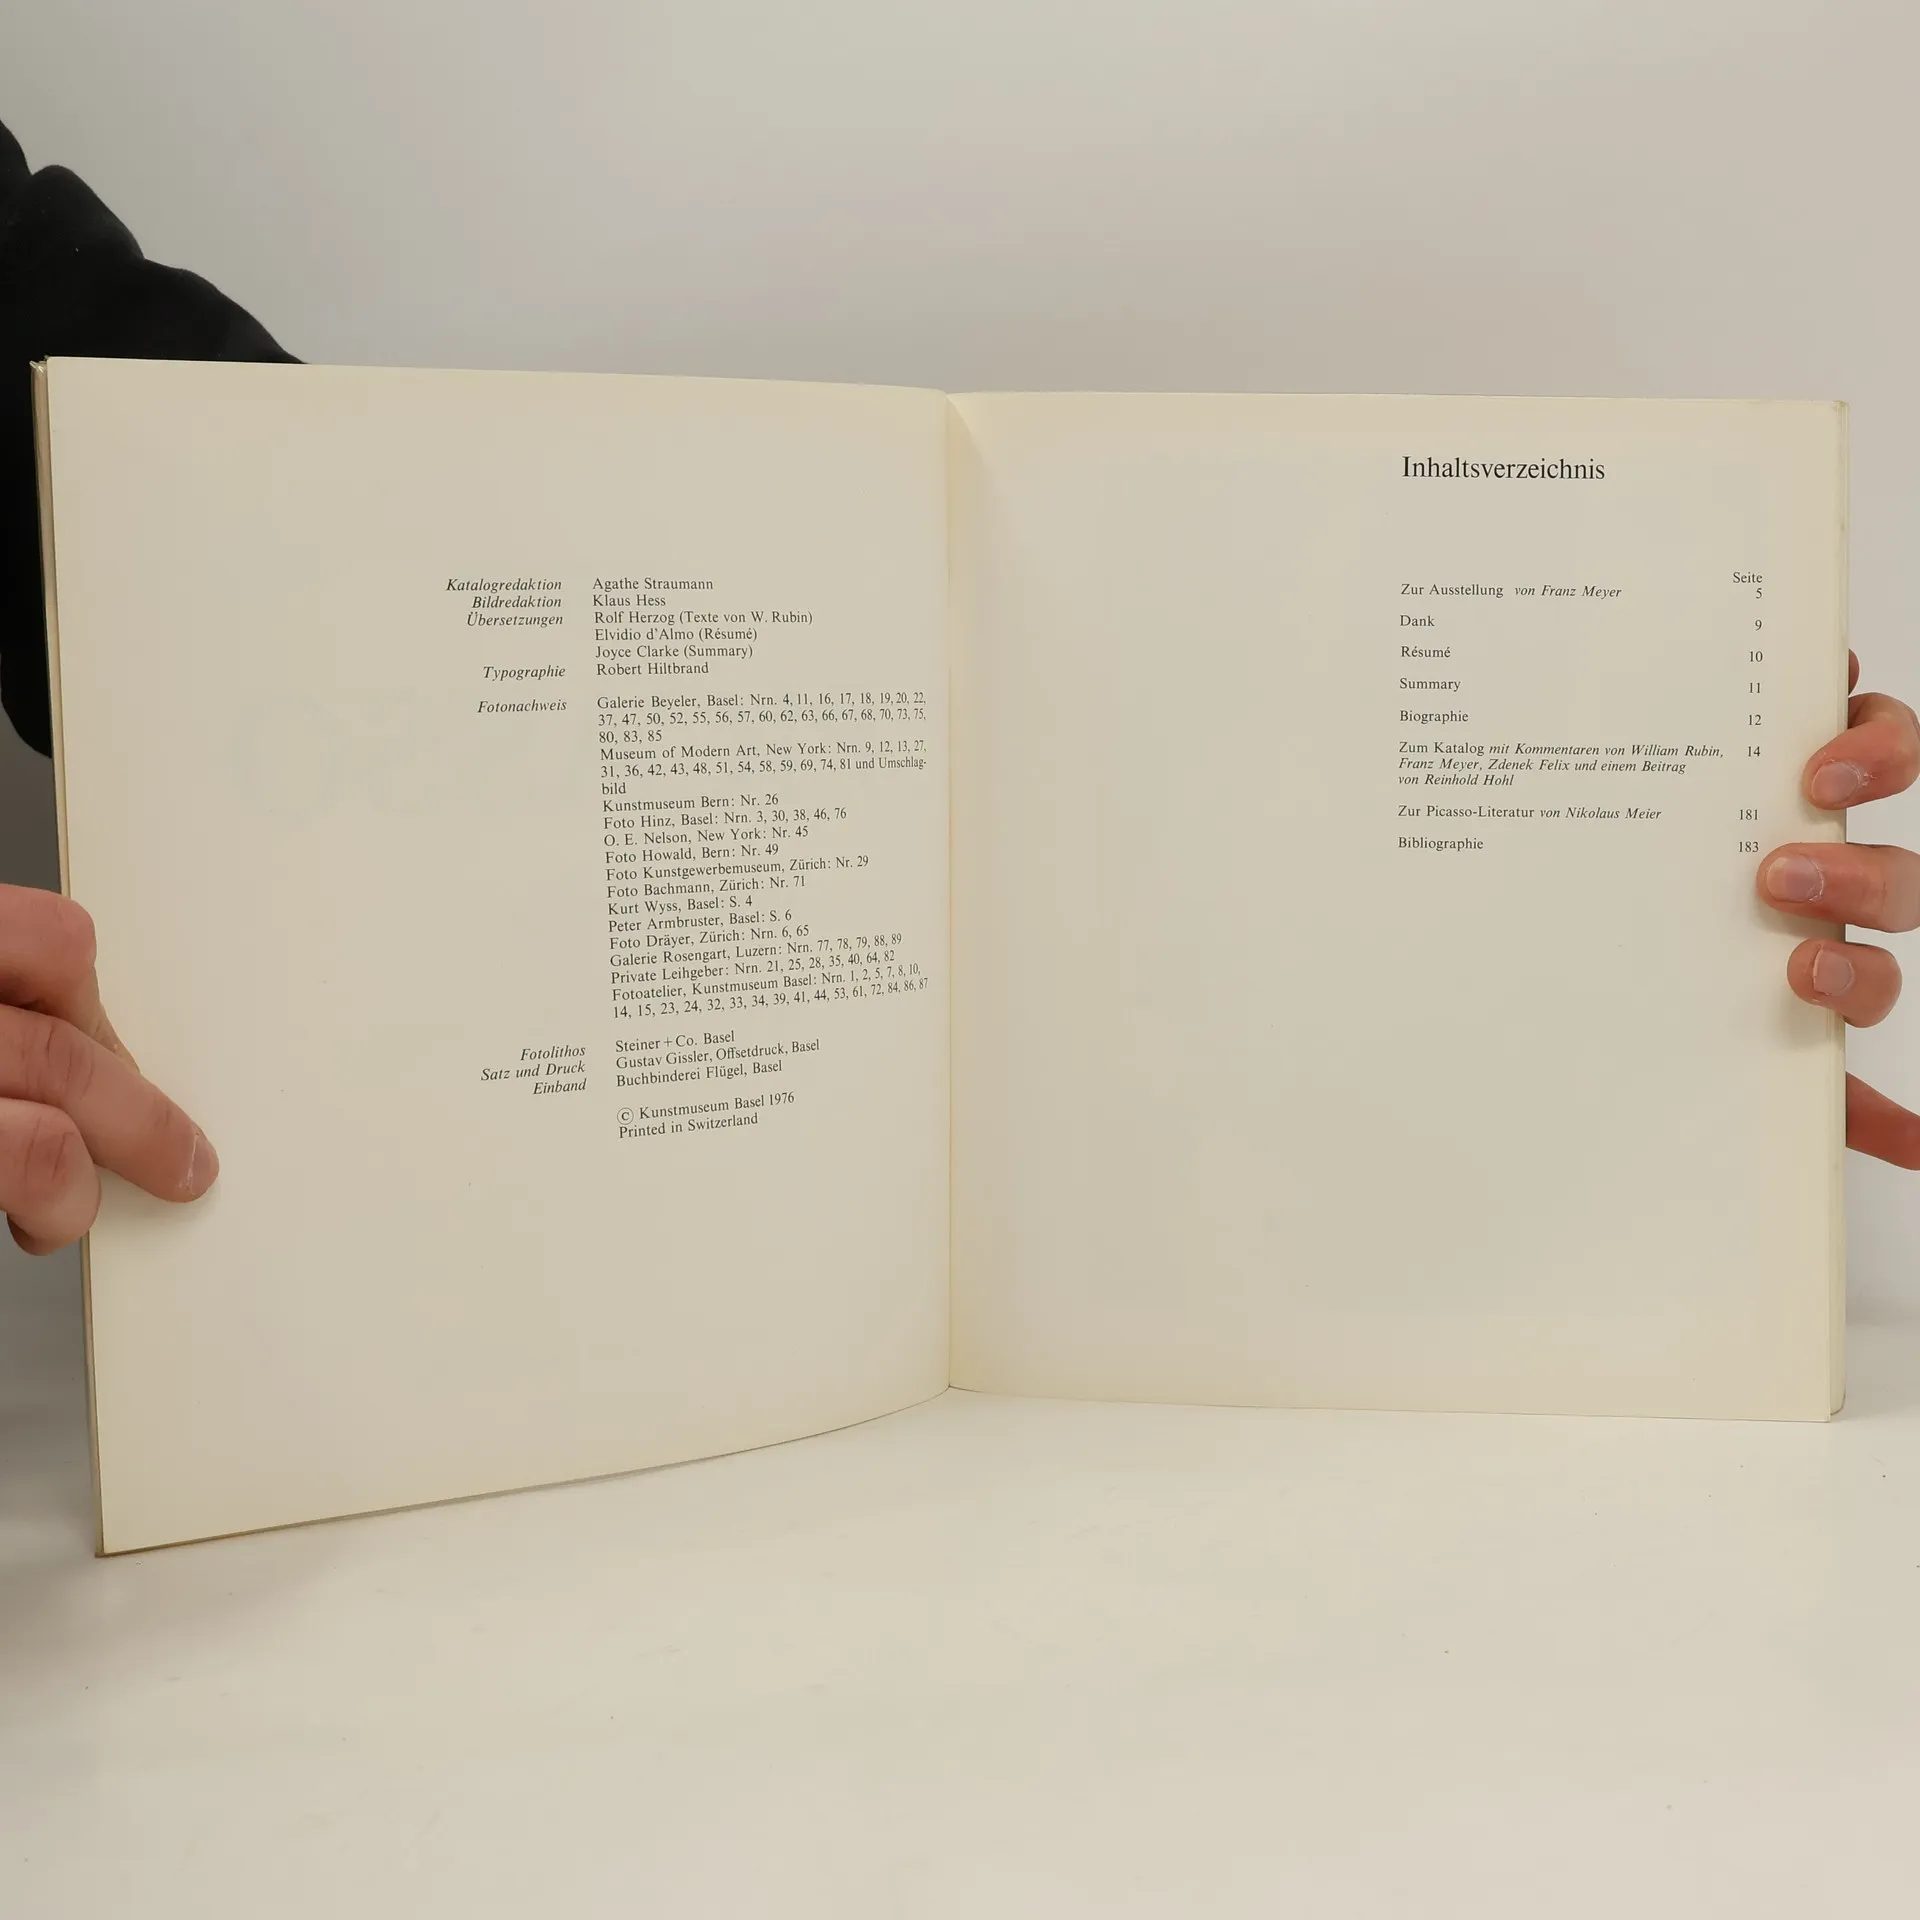 Katalogredaktion Agathe Straumann
Bildredaktion Klaus Hess
Übersetzungen Rolf Herzog (Texte von W. Rubin)
Elvidio d'Almo (Résumé)
Joyce Clarke (Summary)
Typographie Robert Hiltbrand
Fotonachweis Galerie Beyeler, Basel: Nrn. 4, 11, 16, 17, 18, 19, 20, 22,
37, 47, 50, 52, 55, 56, 57, 60, 62, 63, 66, 67, 68, 70, 73, 75,
80, 83, 85
Museum of Modern Art, New York: Nrn. 9, 12, 13, 27,
31, 36, 42, 43, 48, 51, 54, 58, 59, 69, 74, 81 und Umschlag-
bild
Kunstmuseum Bern: Nr. 26
Foto Hinz, Basel: Nrn. 3, 30, 38, 46, 76
O. E. Nelson, New York: Nr. 45
Foto Howald, Bern: Nr. 49
Foto Kunstgewerbemuseum, Zürich: Nr. 29
Foto Bachmann, Zürich: Nr. 71
Kurt Wyss, Basel: S. 4
Peter Armbruster, Basel: S. 6
Foto Dräyer, Zürich: Nrn. 6, 65
Galerie Rosengart, Luzern: Nrn. 77, 78, 79, 88, 89
Private Leihgeber: Nrn. 21, 25, 28, 35, 40, 64, 82
Fotoatelier, Kunstmuseum Basel: Nrn. 1, 2, 5, 7, 8, 10,
14, 15, 23, 24, 32, 33, 34, 39, 41, 44, 53, 61, 72, 84, 86, 87
Fotolithos Steiner + Co. Basel
Satz und Druck Gustav Gissler, Offsetdruck, Basel
Einband Buchbinderei Flügel, Basel
© Kunstmuseum Basel 1976
Printed in Switzerland
Inhaltsverzeichnis
Seite
Zur Ausstellung von Franz Meyer 5
Dank 9
Résumé 10
Summary 11
Biographie 12
Zum Katalog mit Kommentaren von William Rubin, 14
Franz Meyer, Zdenek Felix und einem Beitrag
von Reinhold Hohl
Zur Picasso-Literatur von Nikolaus Meier 181
Bibliographie 183